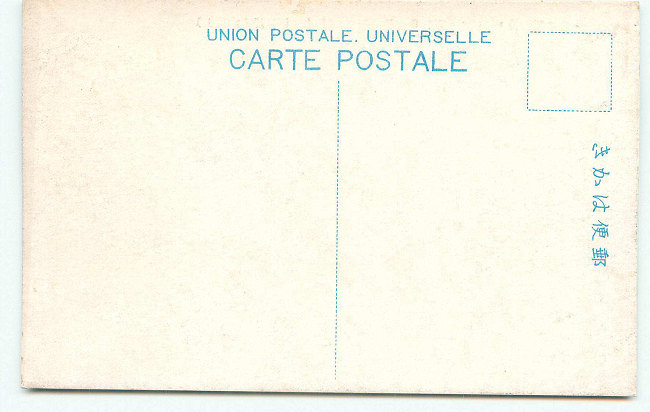 UNION POSTALE. UNIVERSELLE
CARTE POSTALE
きかは便郵